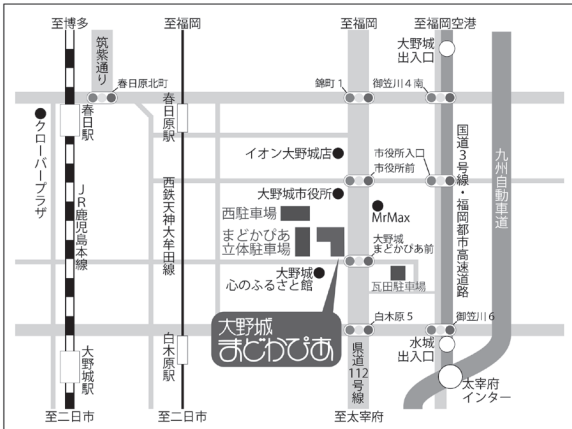 至博多
至福岡
至福岡
至福岡空港
筑紫通り
春日原北町
錦町1
御笠川4南
大野城
出入口
春日駅
春日原駅
クローバープラザ
イオン大野城店
市役所入口
市役所前
大野城市役所
MrMax
西駐車場
まどかぴあ
立体駐車場
大野城
まどかぴあ前
大野城
心のふるさと館
瓦田駐車場
JR鹿児島本線
西鉄天神大牟田線
国道3号線・福岡都市高速道路
九州自動車道
大野城
まどかぴあ
白木原5
御笠川6
大野城駅
白木原駅
県道
112
号線
水城
出入口
太宰府
インター
至二日市
至二日市
至太宰府